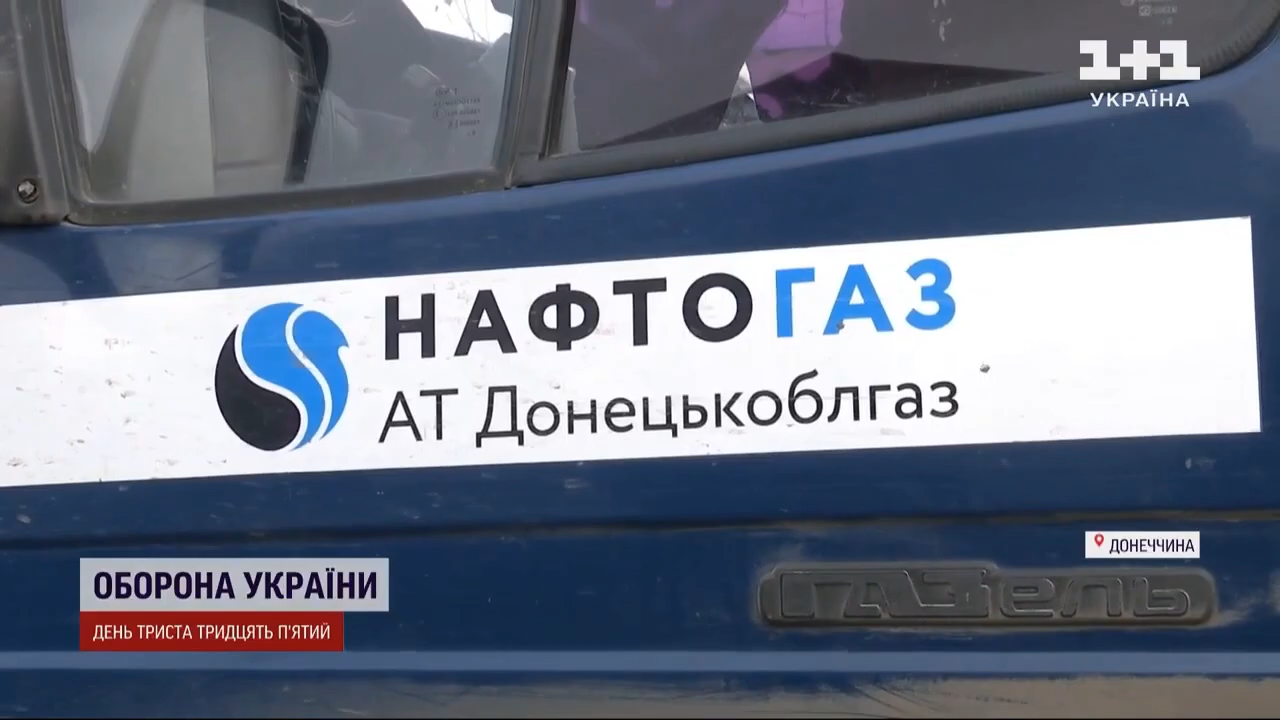 1+1
УКРАЇНА
НАФТОГАЗ
АТ Донецькоблгаз
ДОНЕЧЧИНА
ГАЗель
ОБОРОНА УКРАЇНИ
ДЕНЬ ТРИСТА ТРИДЦЯТЬ П'ЯТИЙ